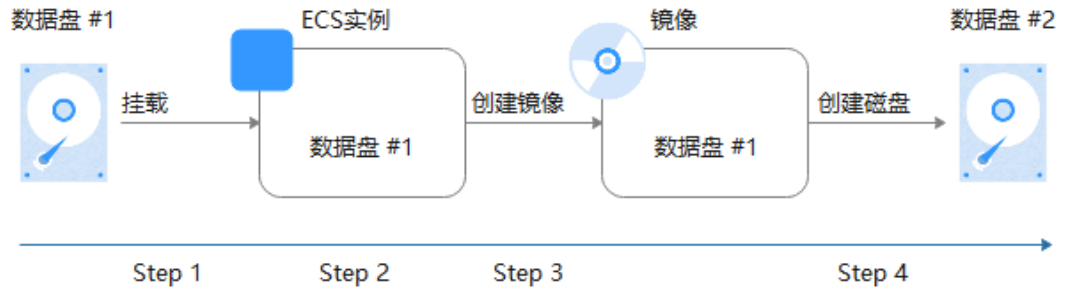 数据盘 #1
ECS实例
镜像
数据盘 #2
挂载
创建镜像
创建磁盘
数据盘 #1
数据盘 #1
Step 1
Step 2
Step 3
Step 4